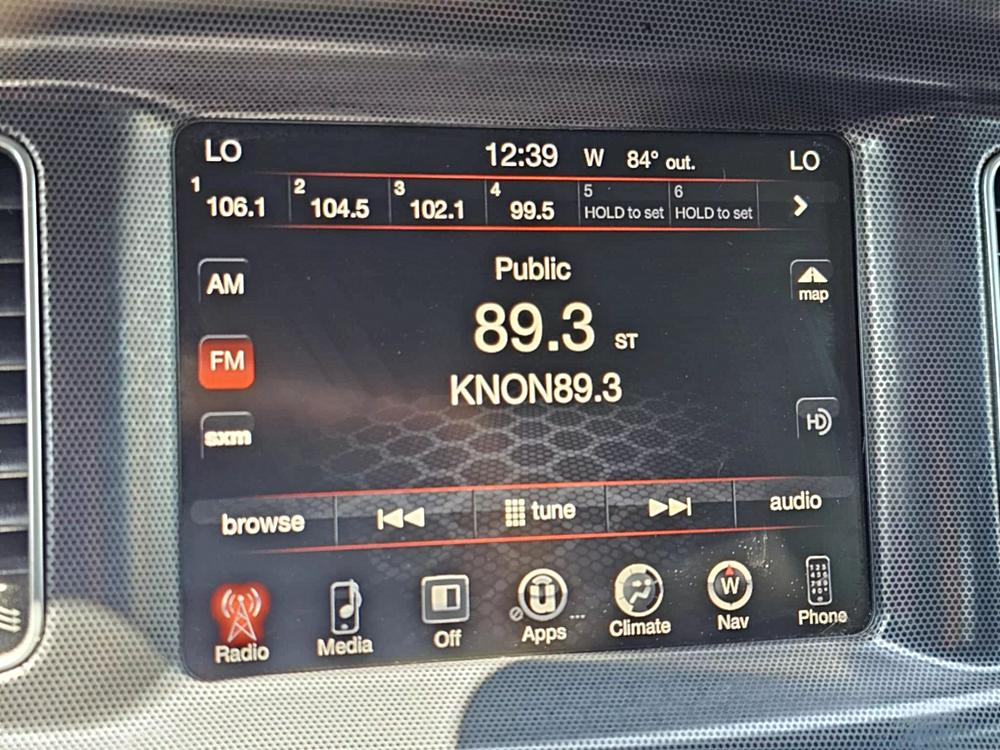 LO 12:39 W 84° out. LO
1 106.1 2 104.5 3 102.1 4 99.5 5 HOLD to set 6 HOLD to set
Public
AM
map
89.3 ST
FM
KNON89.3
HD
sxm
browse tune audio
W
Radio Media Off Apps ... Climate Nav Phone